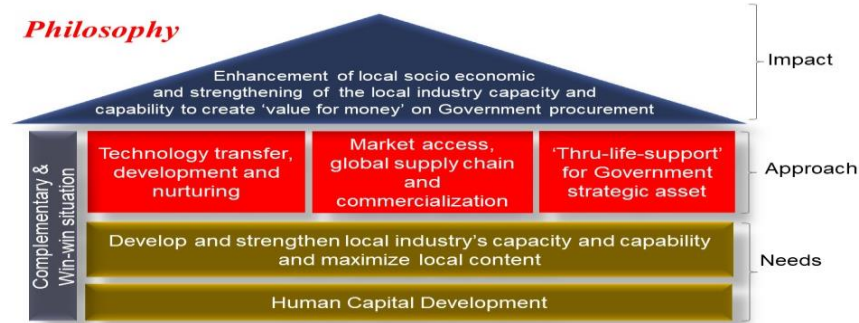 Philosophy
Enhancement of local socio economic
and strengthening of the local industry capacity and
capability to create ‘value for money’ on Government procurement
Impact
Complementary &
Win-win situation
Technology transfer,
development and
nurturing
Market access,
global supply chain
and
commercialization
‘Thru-life-support’
for Government
strategic asset
Approach
Develop and strengthen local industry’s capacity and capability
and maximize local content
Human Capital Development
Needs